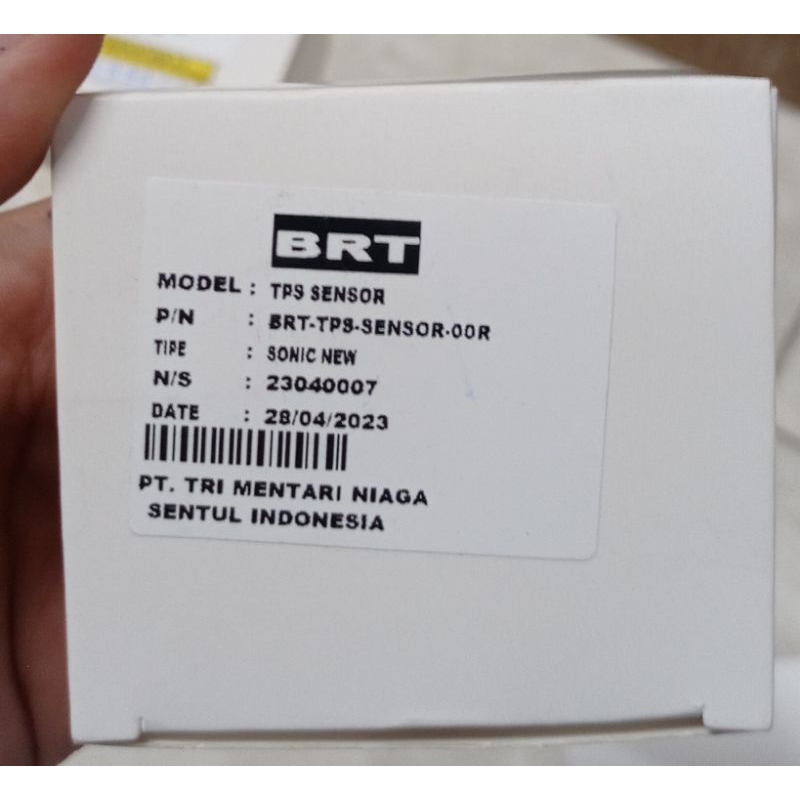 BRT
MODEL : TPS SENSOR
P/N : BRT-TPS-SENSOR-00R
TIPE : SONIC NEW
N/S : 23040007
DATE : 28/04/2023
PT. TRI MENTARI NIAGA
SENTUL INDONESIA